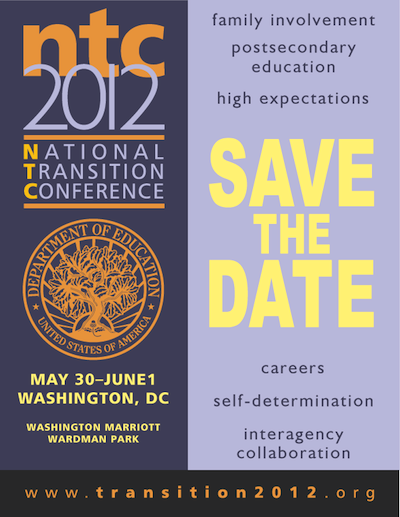 ntc
2012
NATIONAL
TRANSITION
CONFERENCE
DEPARTMENT OF EDUCATION
UNITED STATES OF AMERICA
MAY 30–JUNE1
WASHINGTON, DC
WASHINGTON MARRIOTT
WARDMAN PARK
family involvement
postsecondary
education
high expectations
SAVE
THE
DATE
careers
self-determination
interagency
collaboration
www.transition2012.org